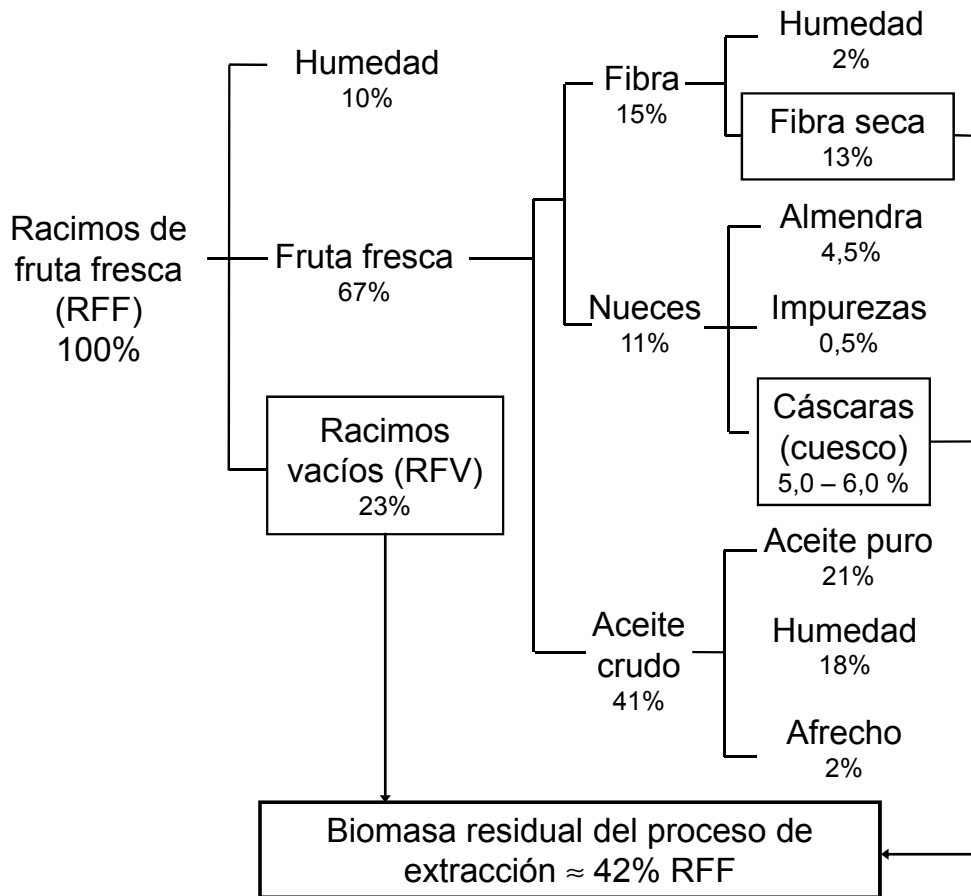 Racimos de
fruta fresca
(RFF)
100%
Humedad
10%
Fruta fresca
67%
Racimos
vacíos (RFV)
23%
Fibra
15%
Nueces
11%
Aceite
crudo
41%
Humedad
2%
Fibra seca
13%
Almendra
4,5%
Impurezas
0,5%
Cáscaras
(cuesco)
5,0 – 6,0 %
Aceite puro
21%
Humedad
18%
Afrecho
2%
Biomasa residual del proceso de
extracción ≈ 42% RFF